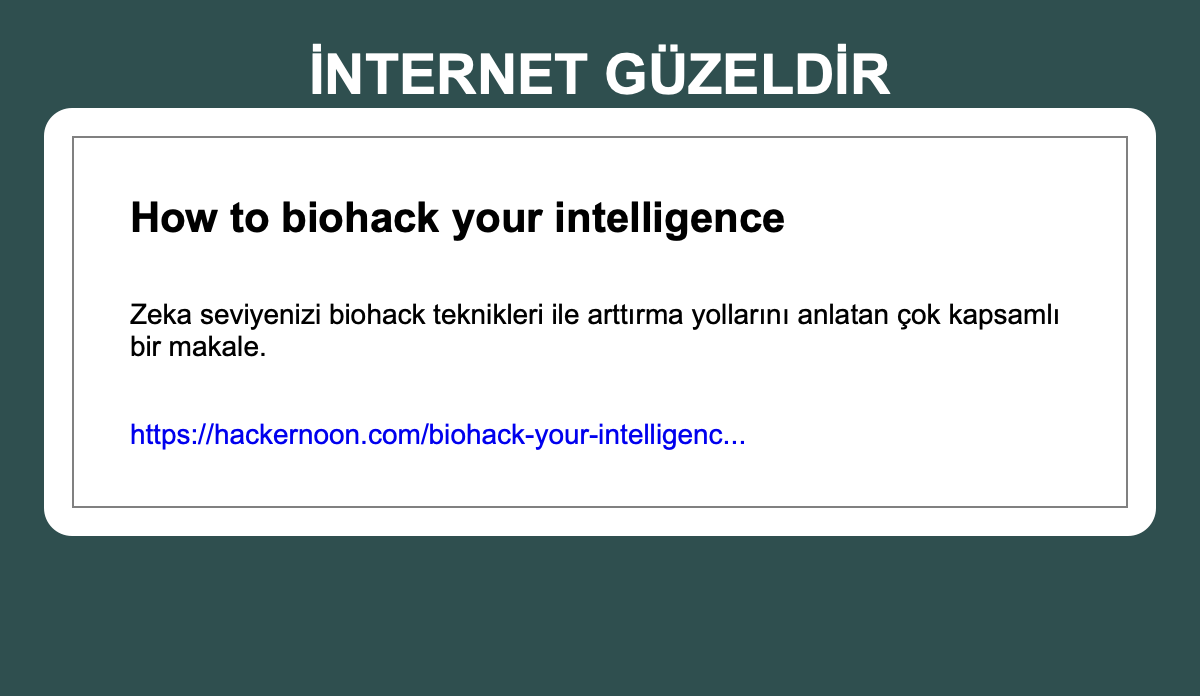 İNTERNET GÜZELDİR
How to biohack your intelligence
Zeka seviyenizi biohack teknikleri ile arttırma yollarını anlatan çok kapsamlı
bir makale.
https://hackernoon.com/biohack-your-intelligenc...